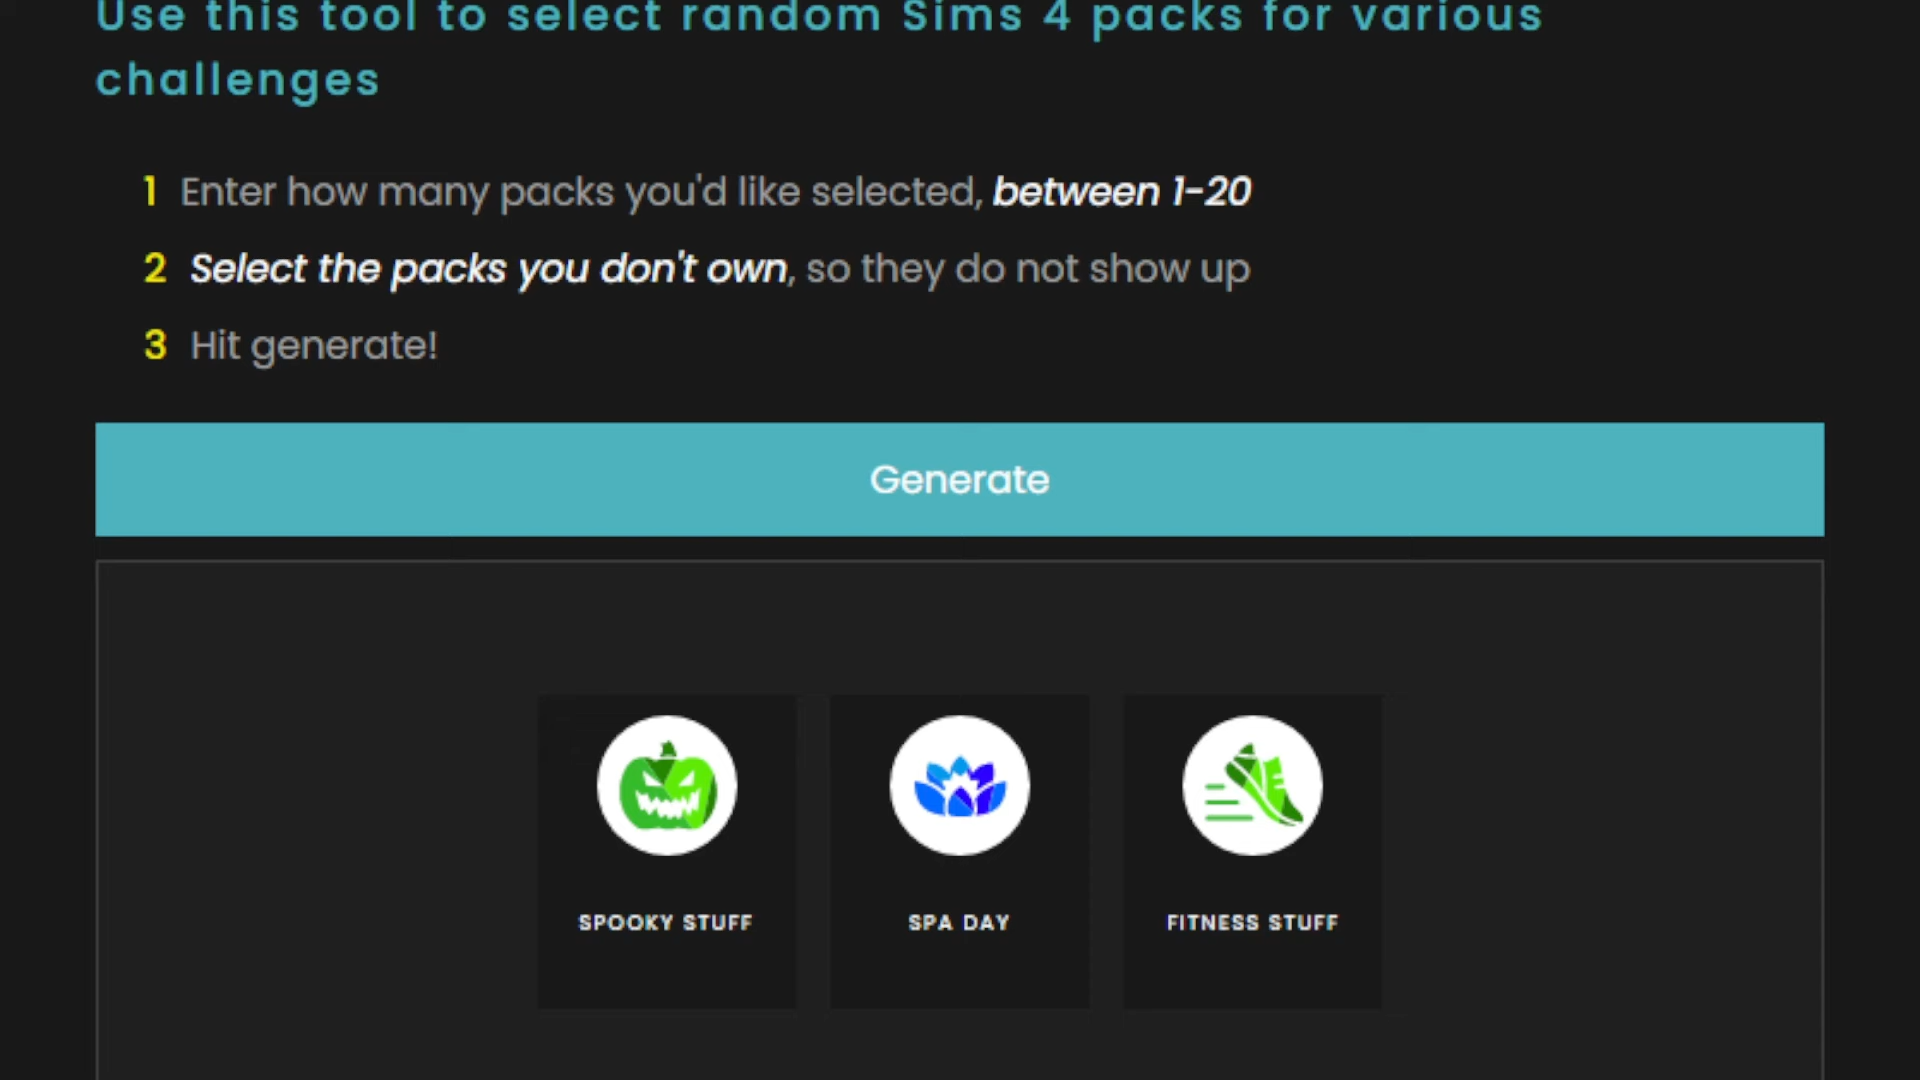 Use this tool to select random Sims 4 packs for various
challenges
1 Enter how many packs you'd like selected, between 1-20
2 Select the packs you don't own, so they do not show up
3 Hit generate!
Generate
SPOOKY STUFF
SPA DAY
FITNESS STUFF